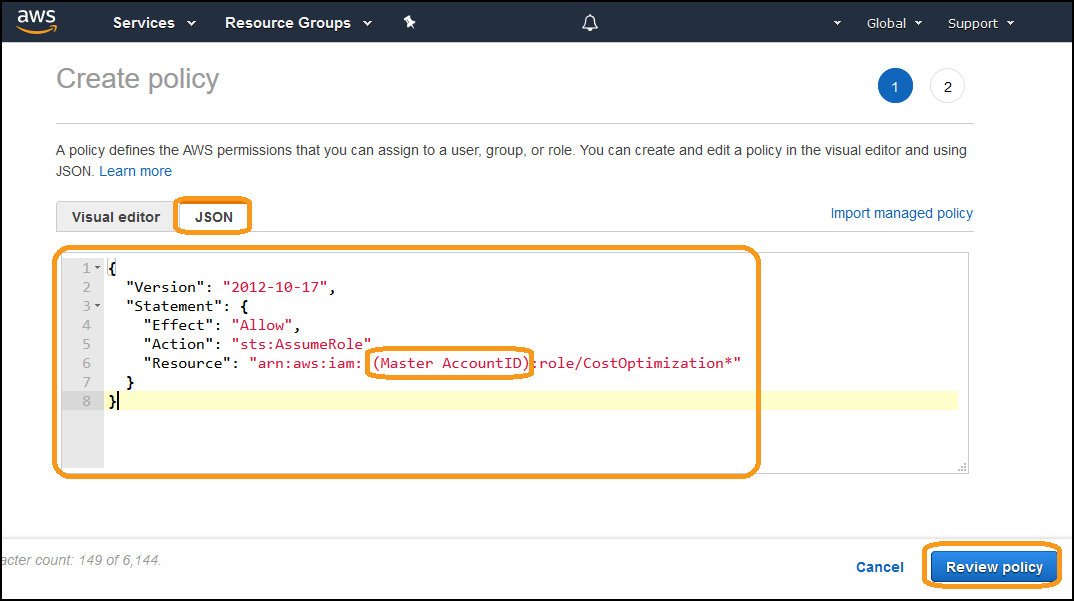 aws Services Resource Groups Global Support
Create policy
1 2
A policy defines the AWS permissions that you can assign to a user, group, or role. You can create and edit a policy in the visual editor and using
JSON. Learn more
Visual editor JSON Import managed policy
1 {
2 "Version": "2012-10-17",
3 "Statement": {
4 "Effect": "Allow",
5 "Action": "sts:AssumeRole"
6 "Resource": "arn:aws:iam: (Master AccountID):role/CostOptimization*"
7 }
8 }
acter count: 149 of 6,144.
Cancel Review policy